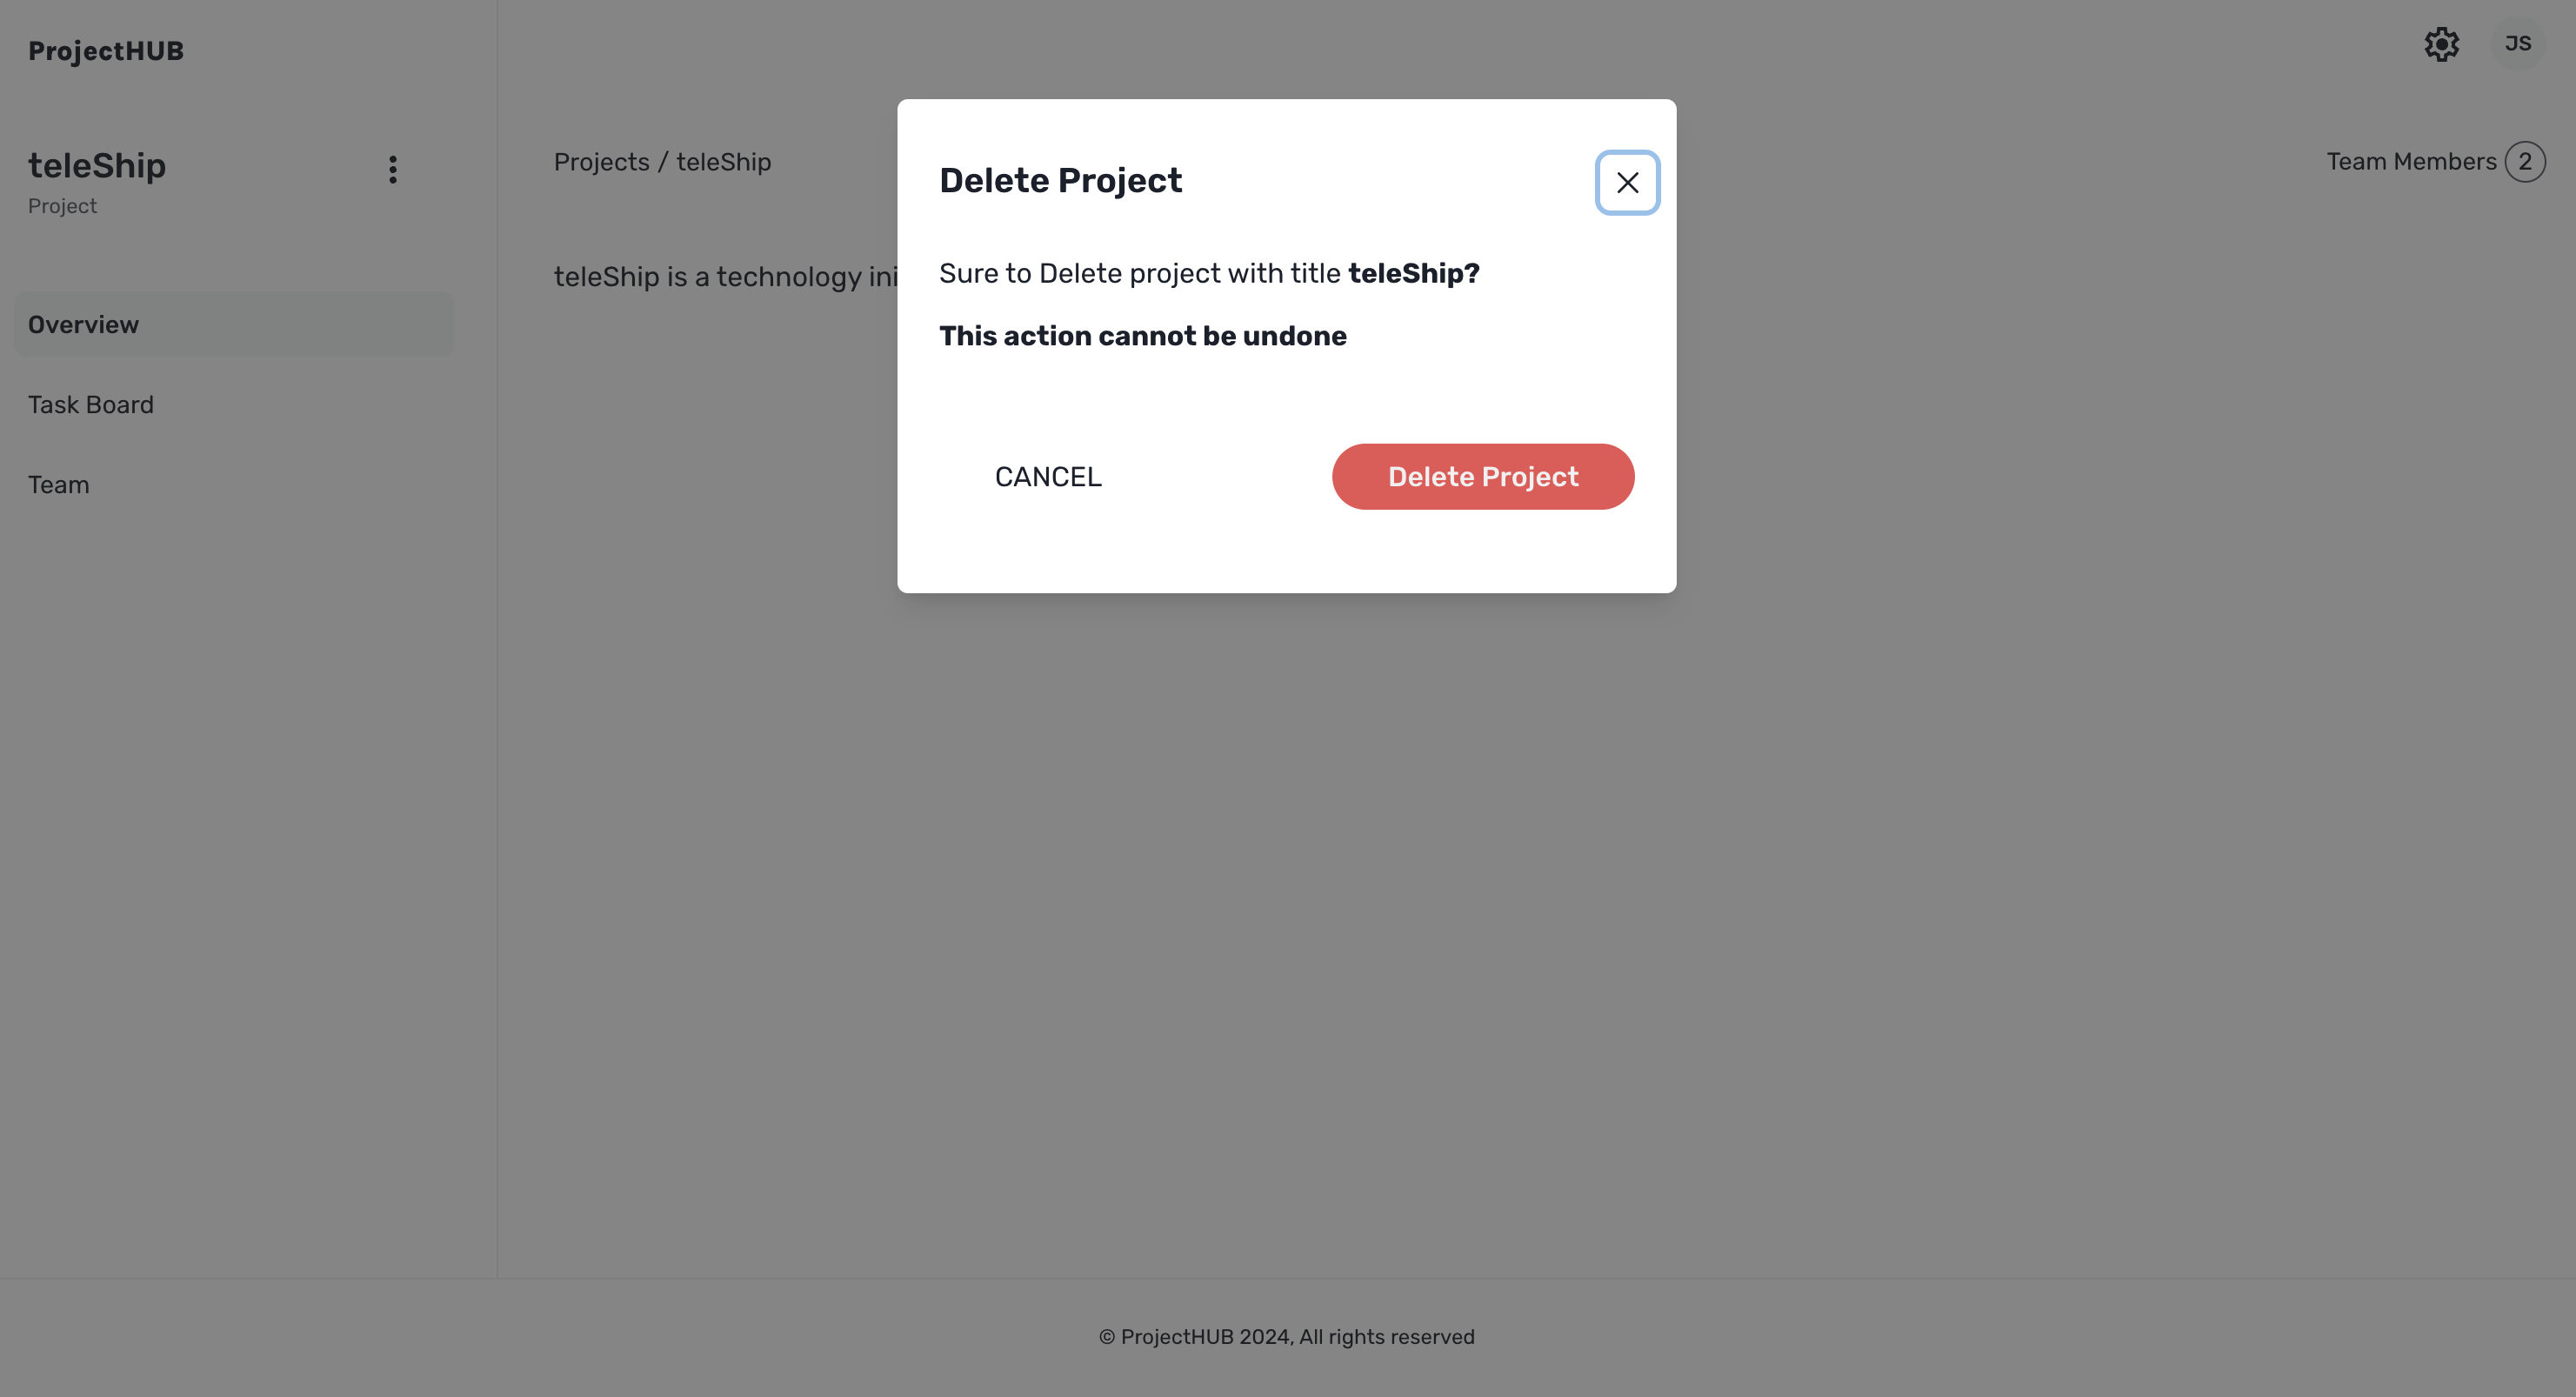 ProjectHUB
JS
teleShip
Project
Projects / teleShip
Team Members 2
teleShip is a technology ini
Overview
Task Board
Team
Delete Project
Sure to Delete project with title teleShip?
This action cannot be undone
CANCEL
Delete Project
© ProjectHUB 2024, All rights reserved